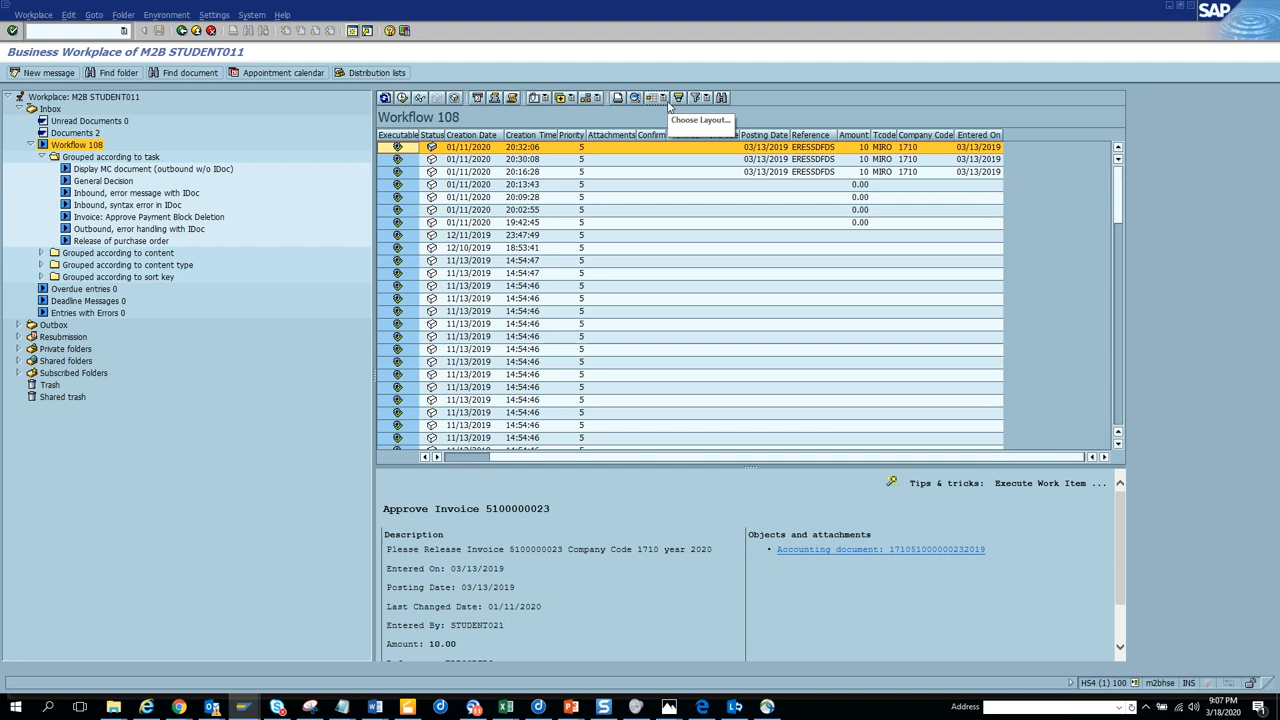 Workplace Edit Goto Folder Environment Settings System Help
SAP
Business Workplace of M2B STUDENT011
New message Find folder Find document Appointment calendar Distribution lists
Workplace: M2B STUDENT011
Inbox
Unread Documents 0
Documents 2
Workflow 108
Grouped according to task
Display MC document (outbound w/o IDoc)
General Decision
Inbound, error message with IDoc
Inbound, syntax error in IDoc
Invoice: Approve Payment Block Deletion
Outbound, error handling with IDoc
Release of purchase order
Grouped according to content
Grouped according to content type
Grouped according to sort key
Overdue entries 0
Deadline Messages 0
Entries with Errors 0
Outbox
Resubmission
Private folders
Shared folders
Subscribed Folders
Trash
Shared trash
Workflow 108
Choose Layout...
Executable Status Creation Date Creation Time Priority Attachments Confirm Posting Date Reference Amount Tcode Company Code Entered On
01/11/2020 20:32:06 5 03/13/2019 ERESSDFDS 10 MIRO 1710 03/13/2019
01/11/2020 20:30:08 5 03/13/2019 ERESSDFDS 10 MIRO 1710 03/13/2019
01/11/2020 20:16:28 5 03/13/2019 ERESSDFDS 10 MIRO 1710 03/13/2019
01/11/2020 20:13:43 5 0.00
01/11/2020 20:09:28 5 0.00
01/11/2020 20:02:55 5 0.00
01/11/2020 19:42:45 5 0.00
12/11/2019 23:47:49 5
12/10/2019 18:53:41 5
11/13/2019 14:54:47 5
11/13/2019 14:54:47 5
11/13/2019 14:54:46 5
11/13/2019 14:54:46 5
11/13/2019 14:54:46 5
11/13/2019 14:54:46 5
11/13/2019 14:54:46 5
11/13/2019 14:54:46 5
11/13/2019 14:54:46 5
11/13/2019 14:54:46 5
11/13/2019 14:54:46 5
11/13/2019 14:54:46 5
11/13/2019 14:54:46 5
11/13/2019 14:54:46 5
11/13/2019 14:54:46 5
11/13/2019 14:54:46 5
Tips & tricks: Execute Work Item ...
Approve Invoice 5100000023
Description
Please Release Invoice 5100000023 Company Code 1710 year 2020
Entered On: 03/13/2019
Posting Date: 03/13/2019
Last Changed Date: 01/11/2020
Entered By: STUDENT021
Amount: 10.00
Objects and attachments
Accounting document: 171051000000232019
HS4 (1) 100 m2bhse INS
Address
9:07 PM
3/18/2020